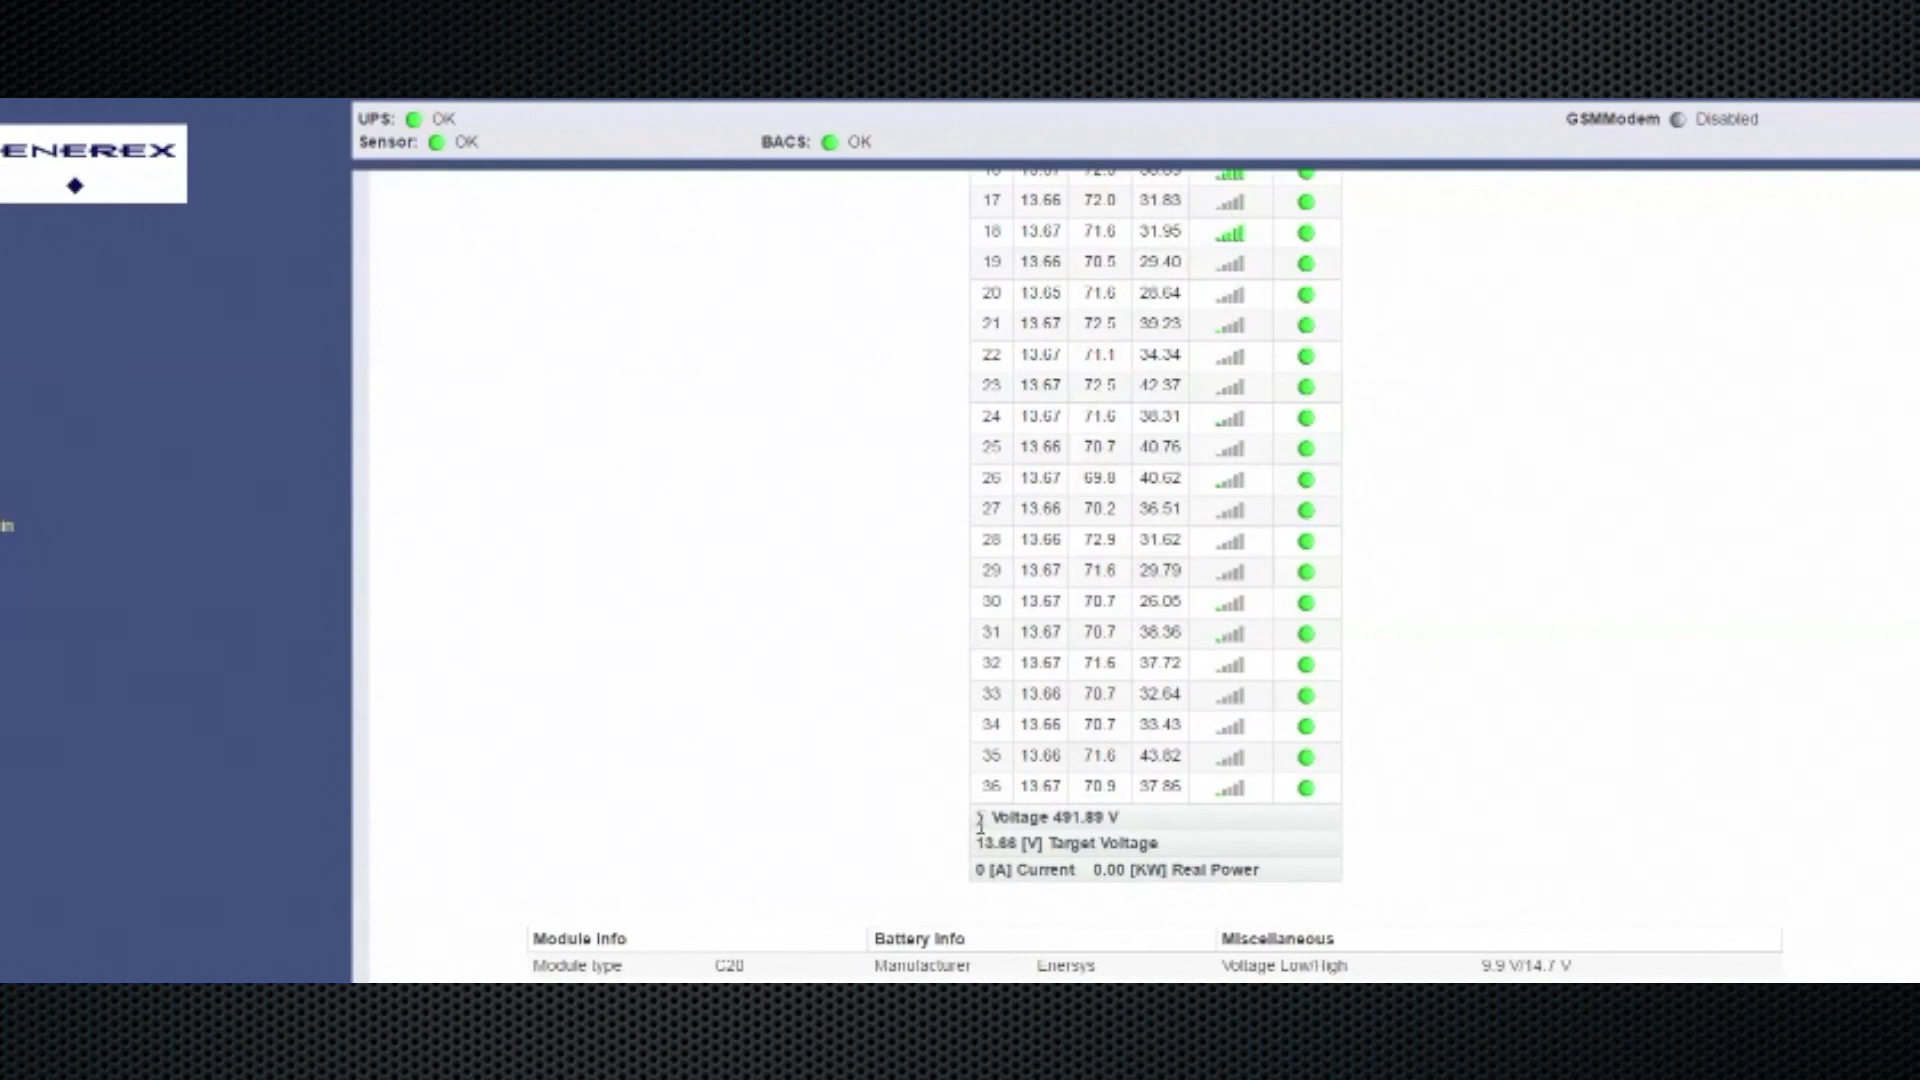 UPS: OK
GSMModem Disabled
Sensor: OK
BACS: OK
ENEREX
17 13.66 72.0 31.83
18 13.67 71.6 31.95
19 13.66 70.5 29.40
20 13.65 71.6 28.64
21 13.67 72.5 39.23
22 13.67 71.1 34.34
23 13.67 72.5 42.37
24 13.67 71.6 38.31
25 13.66 70.7 40.76
26 13.67 69.8 40.62
27 13.66 70.2 36.51
28 13.66 72.9 31.62
29 13.67 71.6 29.79
30 13.67 70.7 26.05
31 13.67 70.7 38.36
32 13.67 71.6 37.72
33 13.66 70.7 32.64
34 13.66 70.7 33.43
35 13.66 71.6 43.82
36 13.67 70.9 37.86
∑ Voltage 491.89 V
13.66 [V] Target Voltage
0 [A] Current 0.00 [KW] Real Power
Module Info Battery Info Miscellaneous
Module type C20 Manufacturer Enersys Voltage Low/High 9.9 V/14.7 V